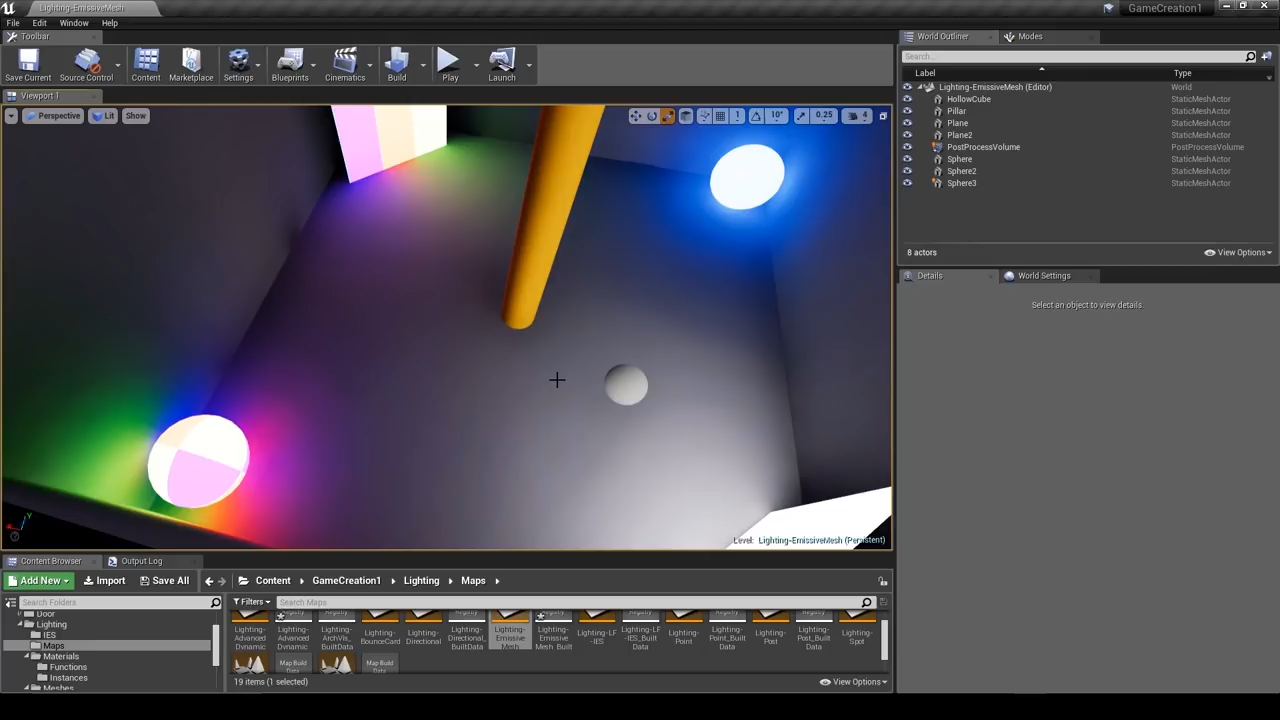 Lighting-EmissiveMesh
GameCreation1
File Edit Window Help
Toolbar
World Outliner Modes
Save Current Source Control Content Marketplace Settings Blueprints Cinematics Build Play Launch
Search...
Label Type
Lighting-EmissiveMesh (Editor) World
HollowCube StaticMeshActor
Pillar StaticMeshActor
Plane StaticMeshActor
Plane2 StaticMeshActor
PostProcessVolume PostProcessVolume
Sphere StaticMeshActor
Sphere2 StaticMeshActor
Sphere3 StaticMeshActor
8 actors View Options
Viewport 1
Perspective Lit Show
10° 0.25 4
Details World Settings
Select an object to view details.
Level: Lighting-EmissiveMesh (Persistent)
Content Browser Output Log
Add New Import Save All Content GameCreation1 Lighting Maps
Search Folders
Filters Search Maps
Door
Lighting
IES
Maps
Materials
Functions
Instances
Meshes
Lighting-Advanced Dynamic
Lighting-Advanced Dynamic
Lighting-ArchVis_BuiltData
Lighting-BounceCard
Lighting-Directional
Lighting-Directional_BuiltData
Lighting-Emissive Mesh
Lighting-Emissive Mesh_Built
Lighting-LF-IES
Lighting-LF-IES_Built Data
Lighting-Point
Lighting-Point_Built Data
Lighting-Post
Lighting-Post_Built Data
Lighting-Spot
Map Build Data
Map Build Data
19 items (1 selected) View Options